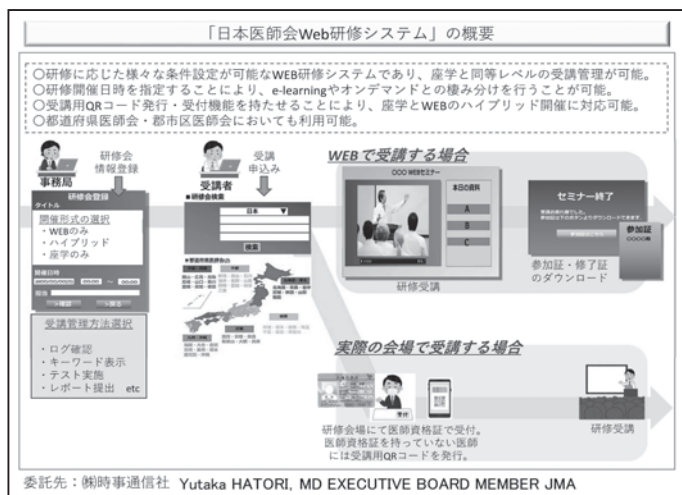 「日本医師会Web研修システム」の概要
○研修に応じた様々な条件設定が可能なWEB研修システムであり、座学と同等レベルの受講管理が可能。
○研修開催日時を指定することにより、e-learningやオンデマンドとの棲み分けを行うことが可能。
○受講用QRコード発行・受付機能を持たせることにより、座学とWEBのハイブリッド開催に対応可能。
○都道府県医師会・郡市区医師会においても利用可能。
事務局
研修会
情報登録
研修会登録
タイトル
開催形式の選択
・WEBのみ
・ハイブリッド
・座学のみ
開催日時
～
担当
>確認
>戻る
受講管理方法選択
・ログ確認
・キーワード表示
・テスト実施
・レポート提出 etc
受講者
受講
申込み
■研修会検索
日本 ▼
検索
WEBで受講する場合
○○○ WEBセミナー
本日の資料
A
B
C
研修受講
セミナー終了
参加証
○○○○殿
参加証・修了証
のダウンロード
実際の会場で受講する場合
受付
研修会場にて医師資格証で受付。
医師資格証を持っていない医師
には受講用QRコードを発行。
研修受講
委託先：㈱時事通信社 Yutaka HATORI, MD EXECUTIVE BOARD MEMBER JMA